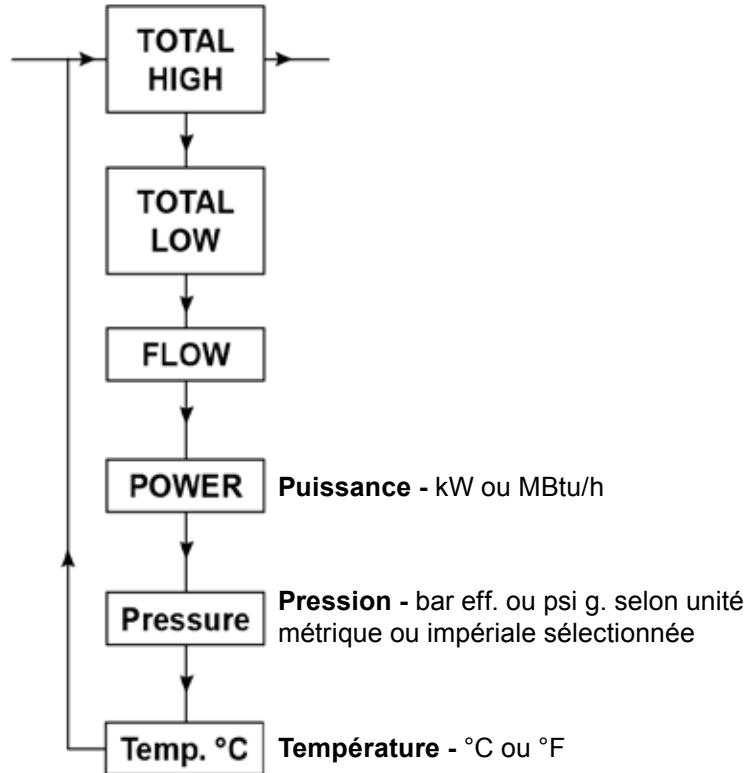 TOTAL
HIGH
TOTAL
LOW
FLOW
POWER
Puissance - kW ou MBtu/h
Pressure
Pression - bar eff. ou psi g. selon unité
métrique ou impériale sélectionnée
Temp. °C
Température - °C ou °F